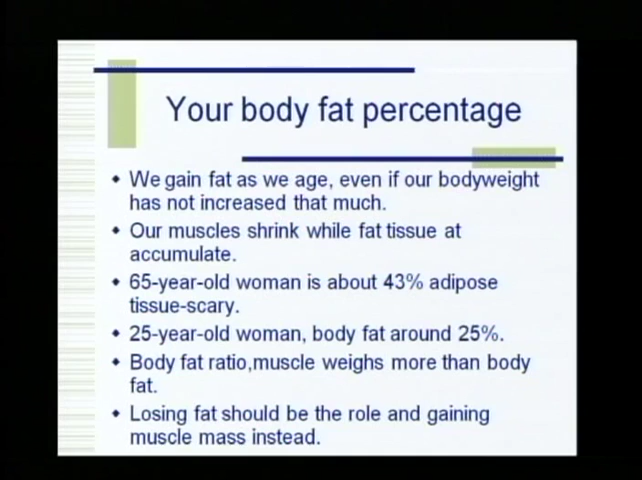 Your body fat percentage
• We gain fat as we age, even if our bodyweight
has not increased that much.
• Our muscles shrink while fat tissue at
accumulate.
• 65-year-old woman is about 43% adipose
tissue-scary.
• 25-year-old woman, body fat around 25%.
• Body fat ratio,muscle weighs more than body
fat.
• Losing fat should be the role and gaining
muscle mass instead.